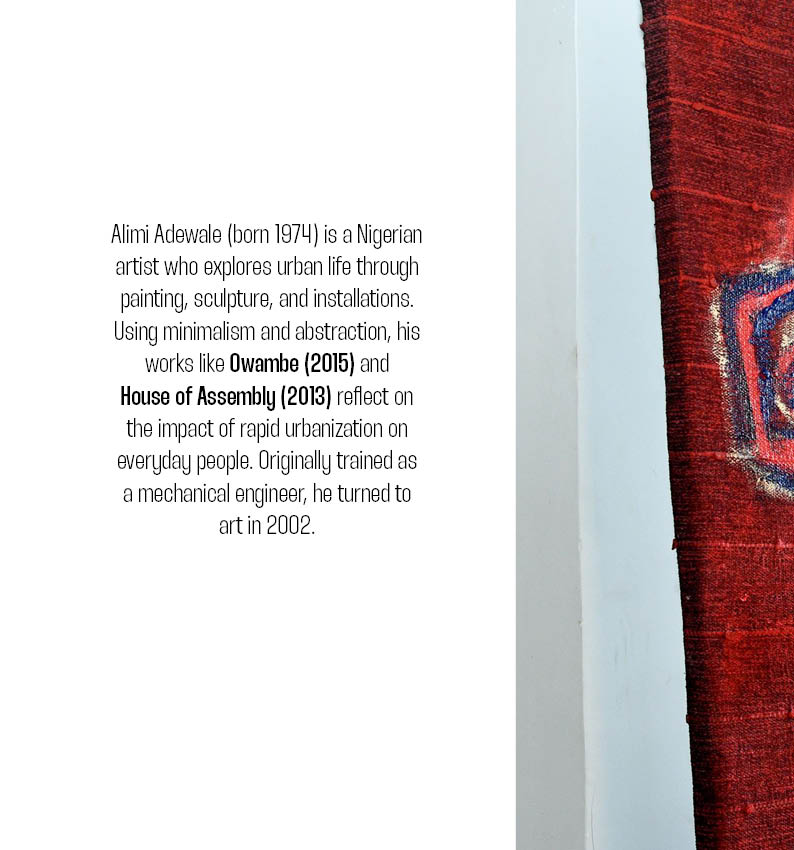 Alimi Adewale (born 1974) is a Nigerian
artist who explores urban life through
painting, sculpture, and installations.
Using minimalism and abstraction, his
works like Owambe (2015) and
House of Assembly (2013) reflect on
the impact of rapid urbanization on
everyday people. Originally trained as
a mechanical engineer, he turned to
art in 2002.